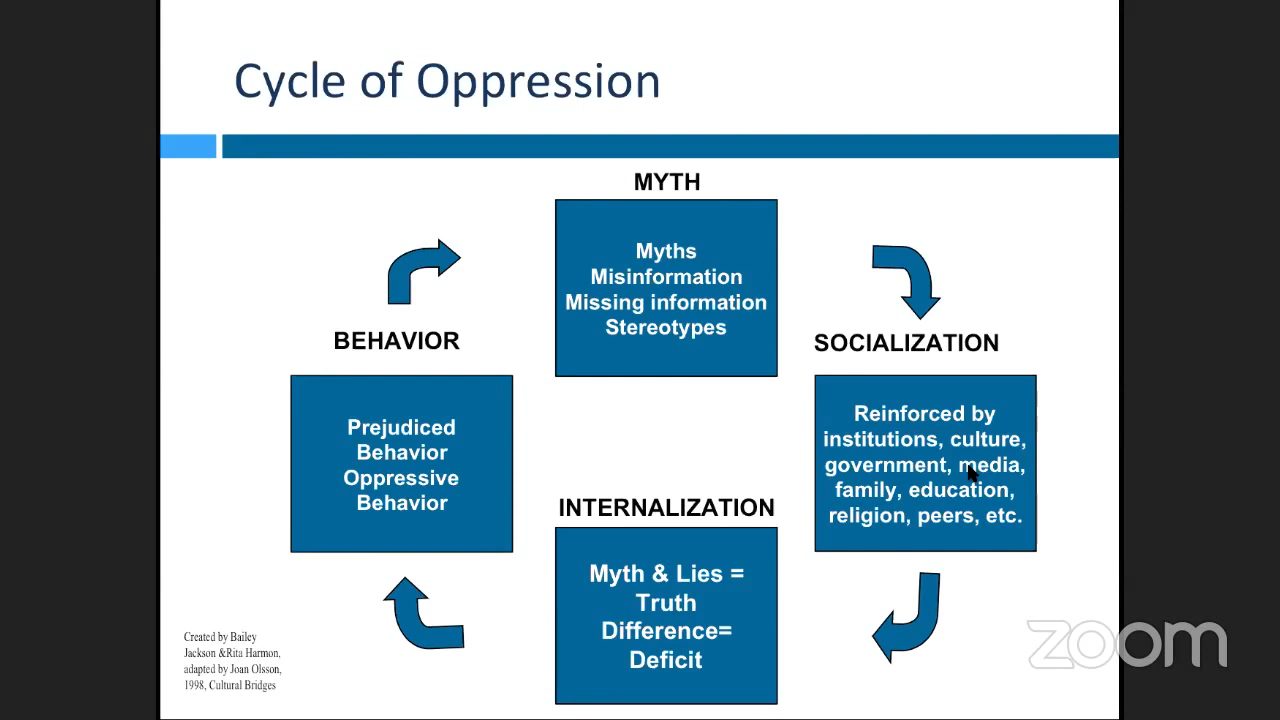 Cycle of Oppression
MYTH
Myths
Misinformation
Missing information
Stereotypes
BEHAVIOR
Prejudiced
Behavior
Oppressive
Behavior
SOCIALIZATION
Reinforced by
institutions, culture,
government, media,
family, education,
religion, peers, etc.
INTERNALIZATION
Myth & Lies =
Truth
Difference=
Deficit
Created by Bailey
Jackson &Rita Harmon,
adapted by Joan Olsson,
1998, Cultural Bridges
zoom